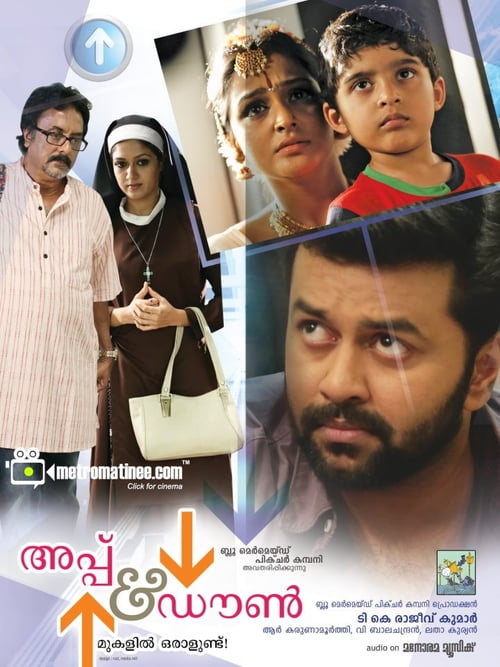 metromatinee.com™
Click for cinema
അപ്പ്
& ഡൗൺ
മുകളിൽ ഒരാളുണ്ട്!
ബ്ലൂ മെർമെയ്ഡ്
പിക്ചർ കമ്പനി
അവതരിപ്പിക്കുന്നു
ബ്ലൂ മെർമെയ്ഡ് പിക്ചർ കമ്പനി പ്രൊഡക്ഷൻ
ടി കെ രാജീവ് കുമാർ
ആർ കരുണാമൂർത്തി, വി ബാലചന്ദ്രൻ, ലതാ കുര്യൻ
audio on മനോരമ മ്യൂസിക്